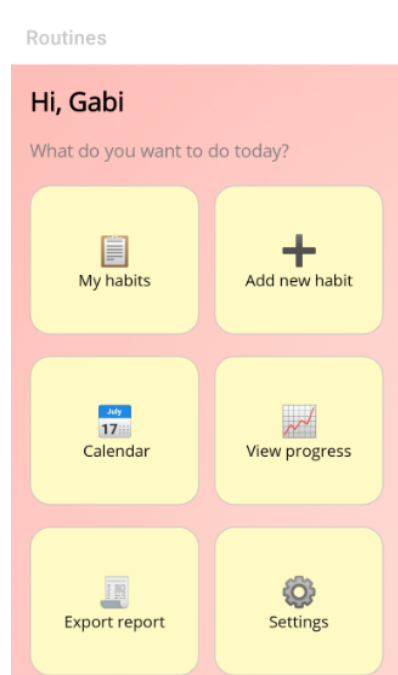 Routines
Hi, Gabi
What do you want to do today?
My habits
Add new habit
July
17
Calendar
View progress
Export report
Settings